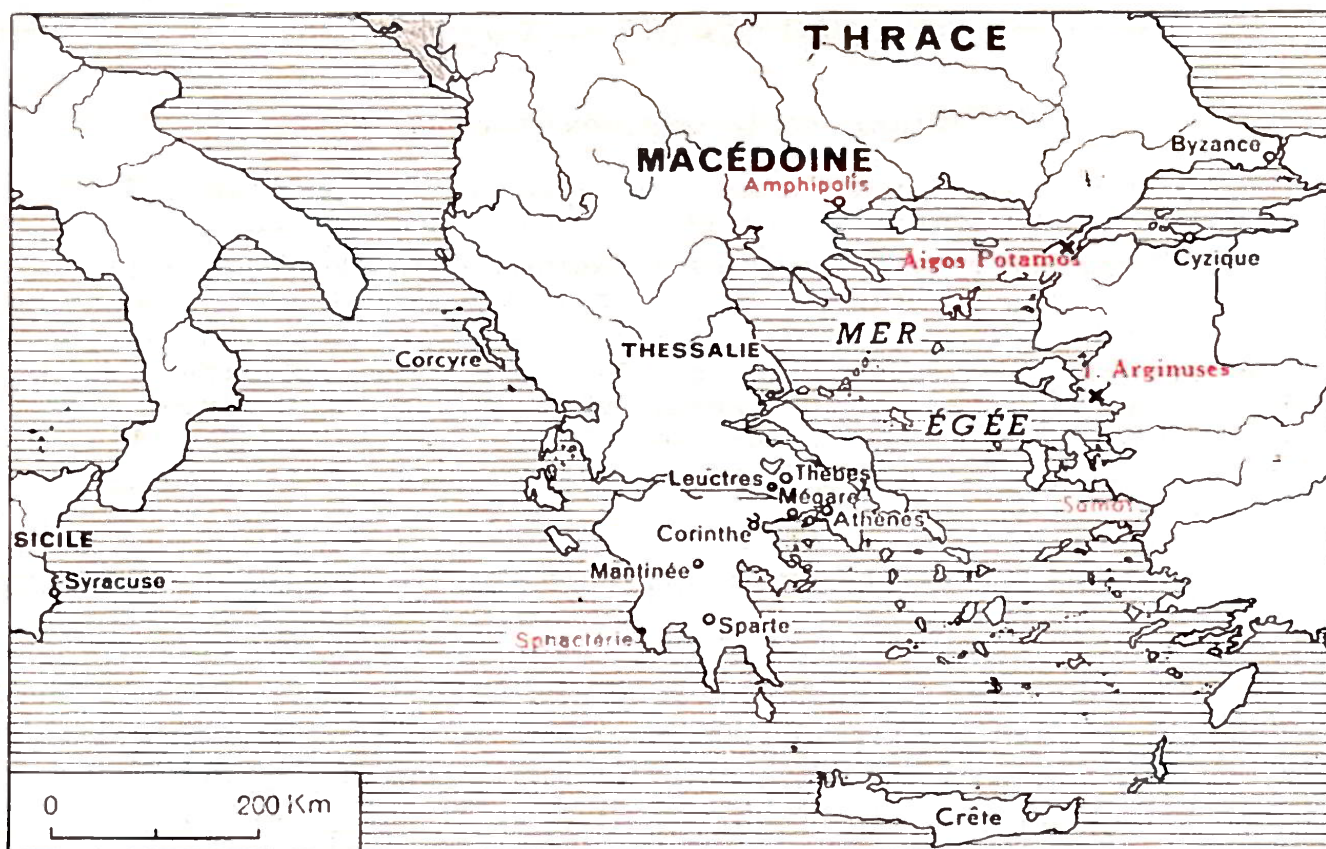 THRACE
Byzance
MACÉDOINE
Amphipolis
Aigos Potamos
Cyzique
MER
Corcyre
THESSALIE
I. Arginuses
ÉGÉE
Leuctres
Thèbes
Mégare
Samos
Athènes
Corinthe
SICILE
Mantinée
Syracuse
Sparte
Sphactérie
0 200 Km
Crête